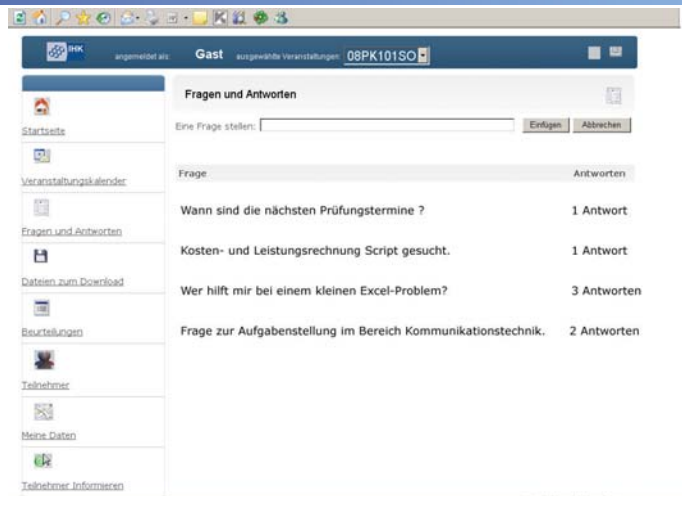 IHK
angemeldet als: Gast ausgewählte Veranstaltungen: 08PK101SO
Fragen und Antworten
Eine Frage stellen: Einfügen Abbrechen
Frage Antworten
Wann sind die nächsten Prüfungstermine ? 1 Antwort
Kosten- und Leistungsrechnung Script gesucht. 1 Antwort
Wer hilft mir bei einem kleinen Excel-Problem? 3 Antworten
Frage zur Aufgabenstellung im Bereich Kommunikationstechnik. 2 Antworten
Startseite
Veranstaltungskalender
Fragen und Antworten
Dateien zum Download
Beurteilungen
Teilnehmer
Meine Daten
Teilnehmer Informieren